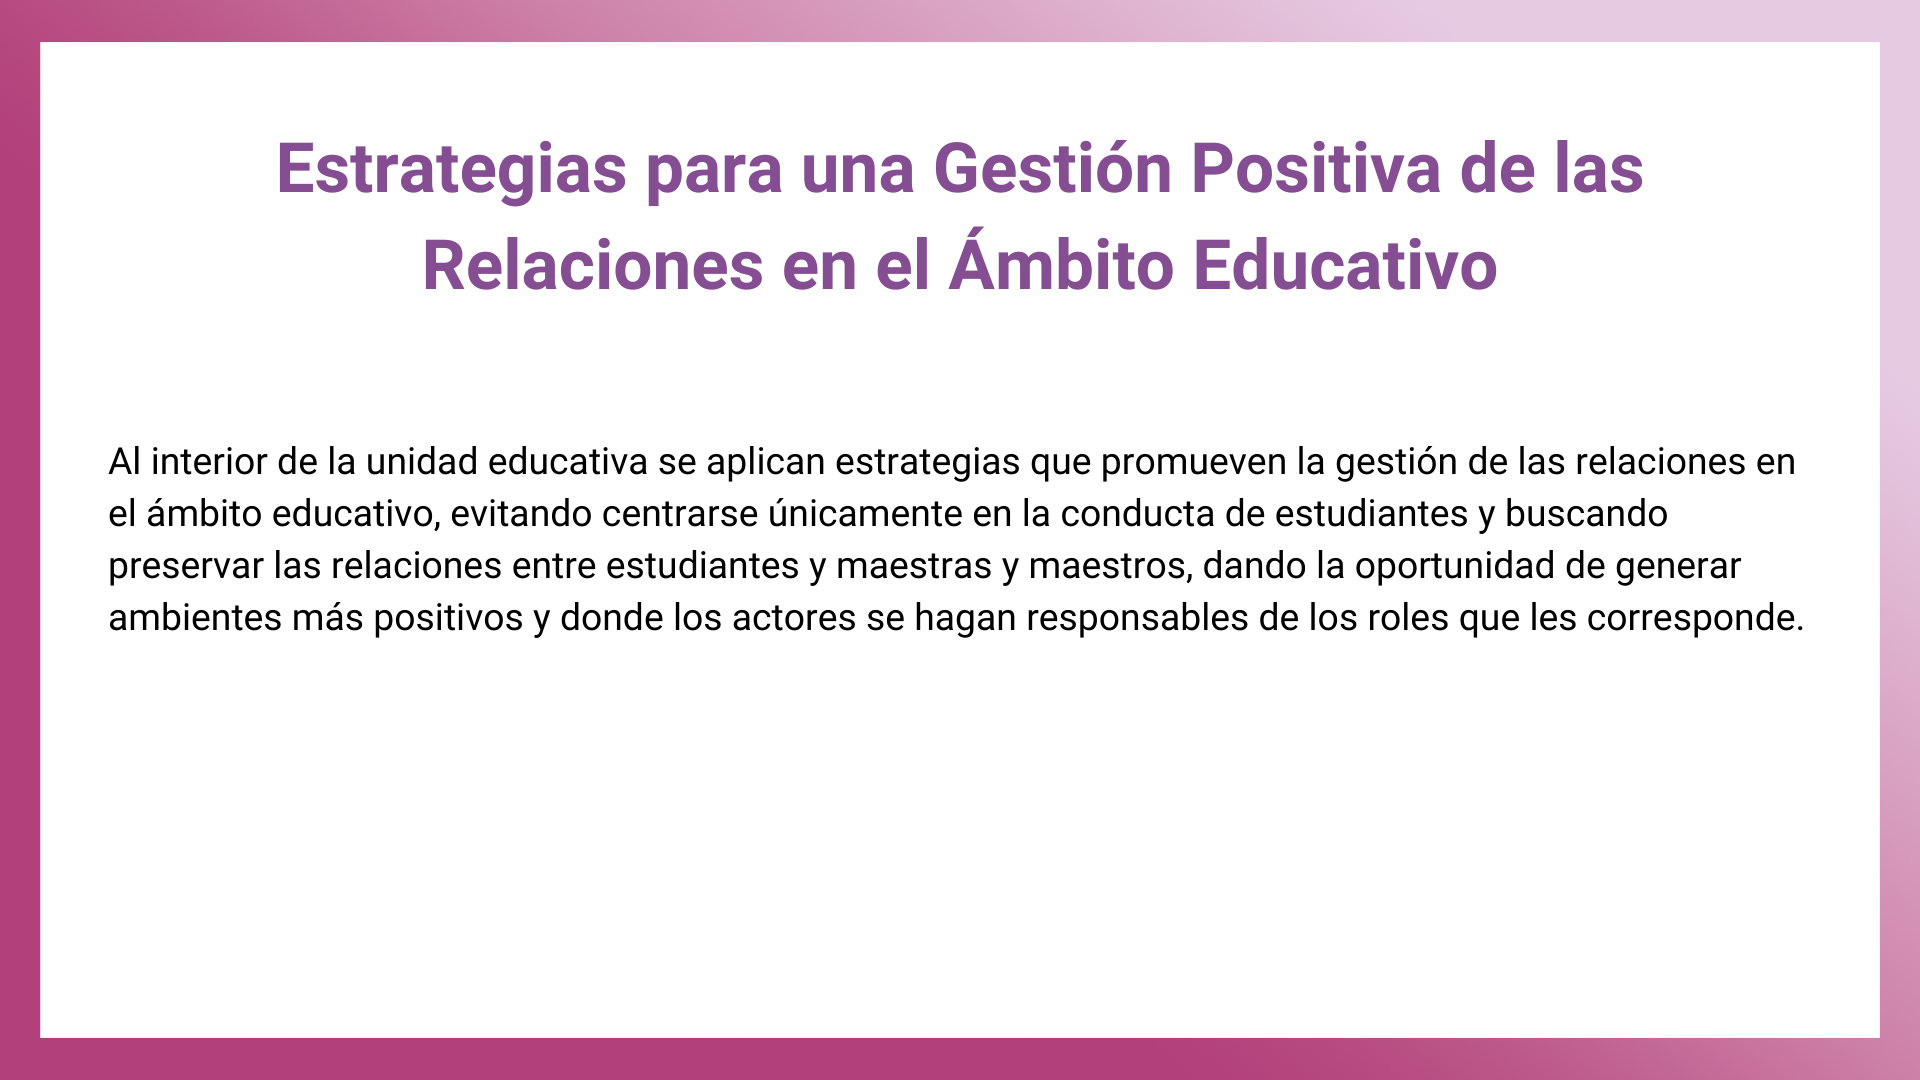 Estrategias para una Gestión Positiva de las
Relaciones en el Ámbito Educativo
Al interior de la unidad educativa se aplican estrategias que promueven la gestión de las relaciones en
el ámbito educativo, evitando centrarse únicamente en la conducta de estudiantes y buscando
preservar las relaciones entre estudiantes y maestras y maestros, dando la oportunidad de generar
ambientes más positivos y donde los actores se hagan responsables de los roles que les corresponde.